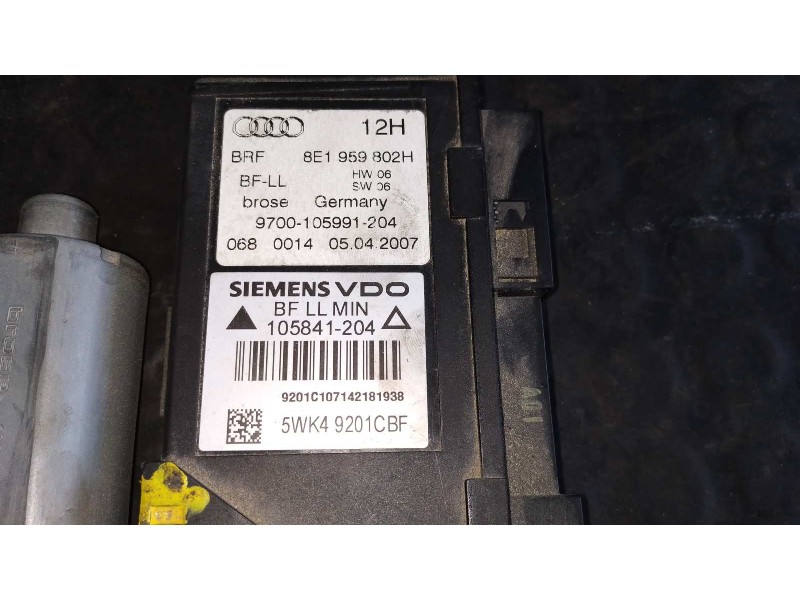 12H
BRF 8E1 959 802H
BF-LL HW 06
SW 06
brose Germany
9700-105991-204
068 0014 05.04.2007
SIEMENS VDO
BF LL MIN
105841-204
9201C107142181938
5WK4 9201CBF
brose